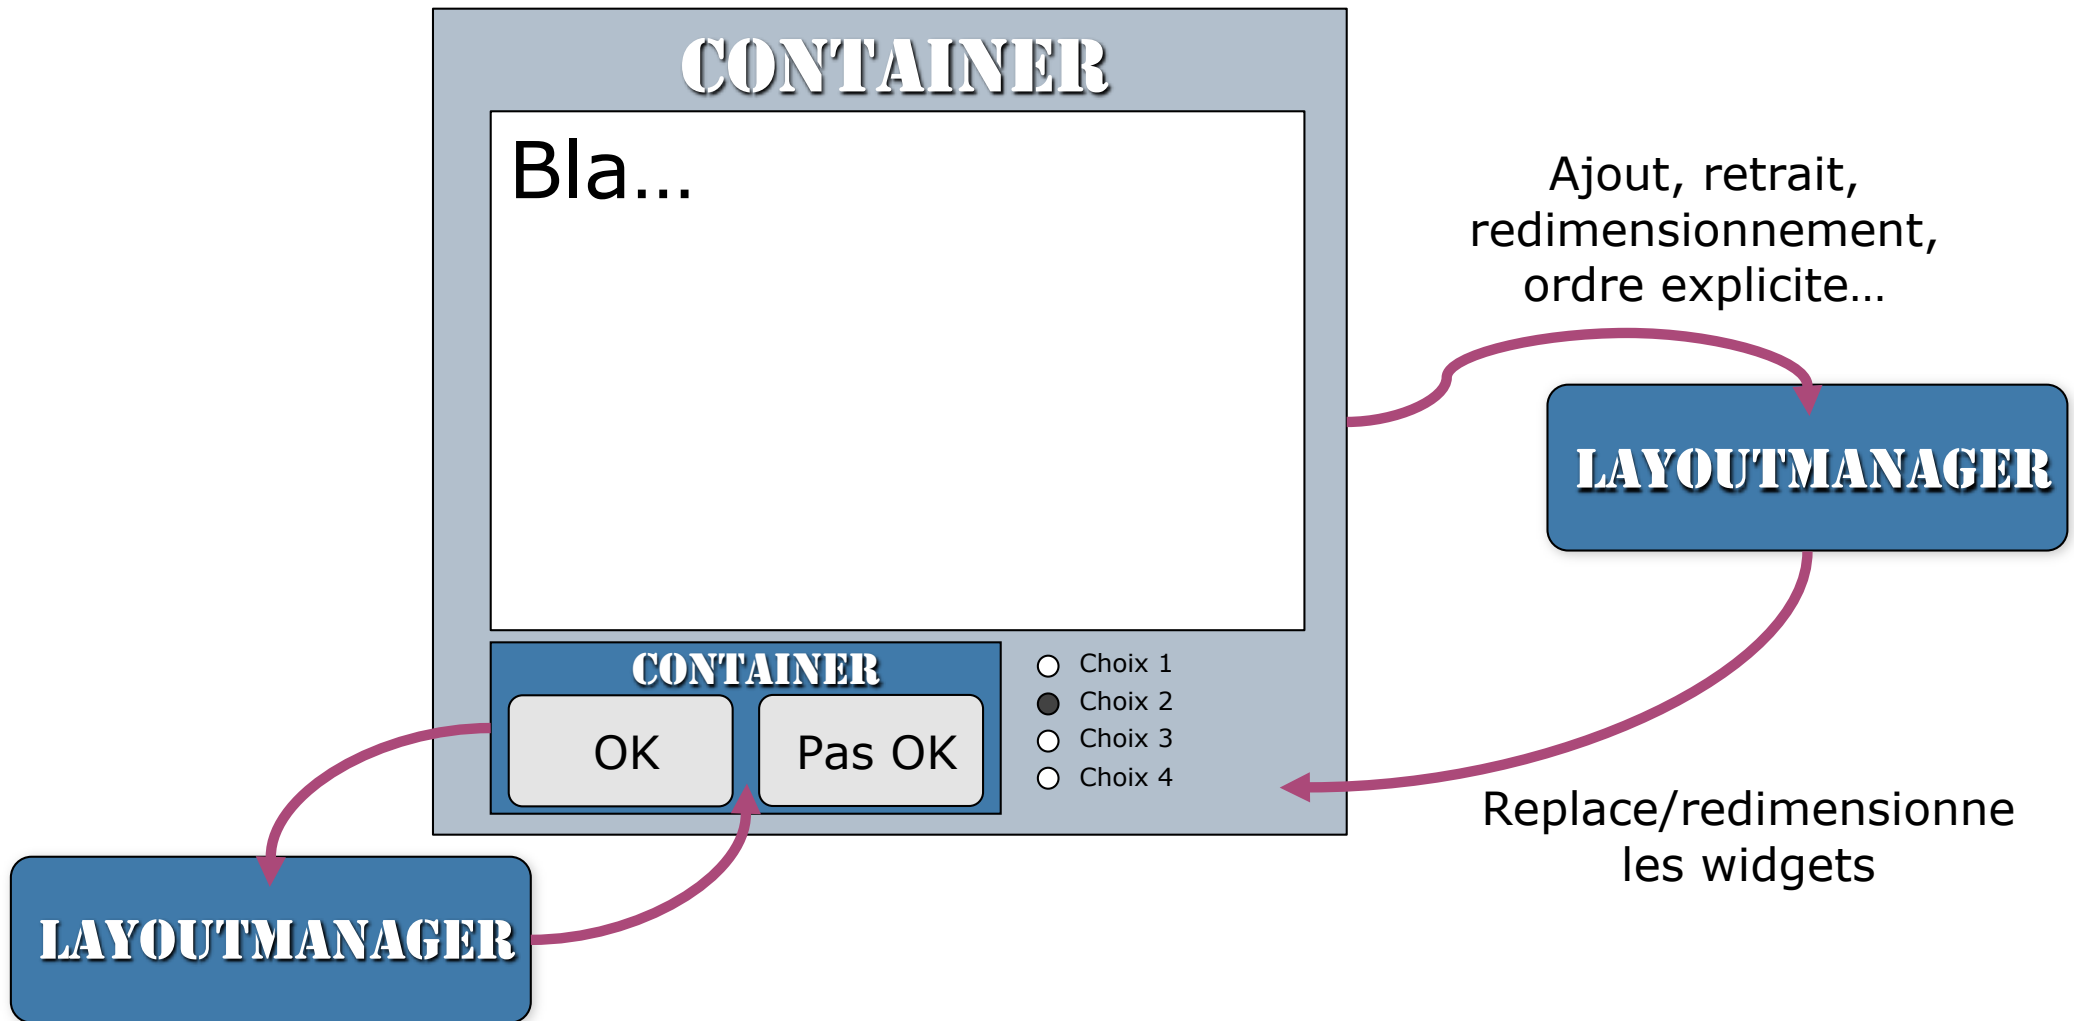 CONTAINER
Bla...
Ajout, retrait,
redimensionnement,
ordre explicite...
LAYOUTMANAGER
CONTAINER
OK
Pas OK
Choix 1
Choix 2
Choix 3
Choix 4
Replace/redimensionne
les widgets
LAYOUTMANAGER